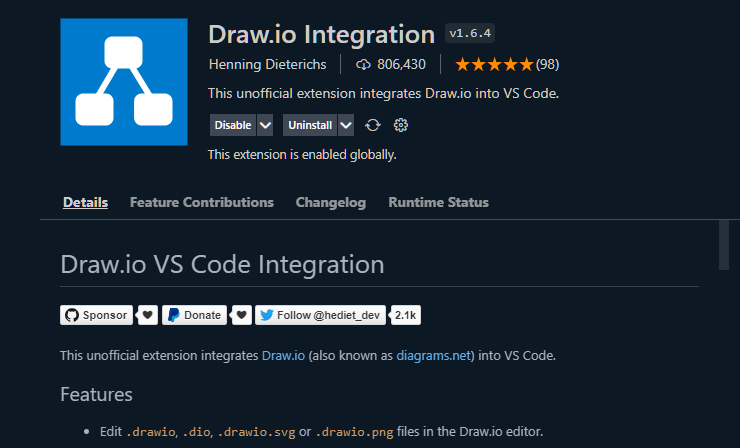 Draw.io Integration v1.6.4
Henning Dieterichs 806,430 (98)
This unofficial extension integrates Draw.io into VS Code.
Disable Uninstall
This extension is enabled globally.
Details Feature Contributions Changelog Runtime Status
Draw.io VS Code Integration
Sponsor Donate Follow @hediet_dev 2.1k
This unofficial extension integrates Draw.io (also known as diagrams.net) into VS Code.
Features
• Edit .drawio, .dio, .drawio.svg or .drawio.png files in the Draw.io editor.